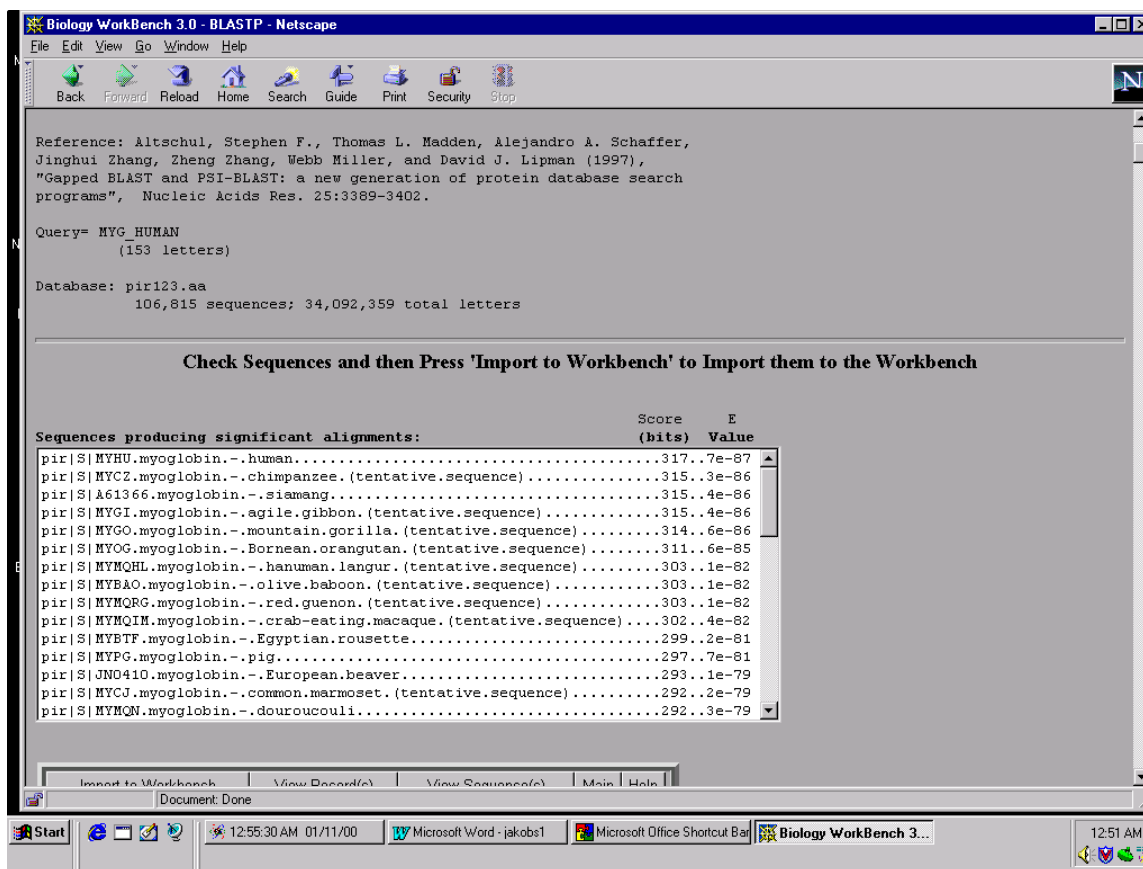 Biology WorkBench 3.0 - BLASTP - Netscape
File Edit View Go Window Help
Back Forward Reload Home Search Guide Print Security Stop
N
Reference: Altschul, Stephen F., Thomas L. Madden, Alejandro A. Schaffer,
Jinghui Zhang, Zheng Zhang, Webb Miller, and David J. Lipman (1997),
"Gapped BLAST and PSI-BLAST: a new generation of protein database search
programs", Nucleic Acids Res. 25:3389-3402.
Query= MYG_HUMAN
(153 letters)
Database: pir123.aa
106,815 sequences; 34,092,359 total letters
Check Sequences and then Press 'Import to Workbench' to Import them to the Workbench
Score E
Sequences producing significant alignments: (bits) Value
pir|S|MYHU.myoglobin.-.human........................................317..7e-87
pir|S|MYCZ.myoglobin.-.chimpanzee.(tentative.sequence)..............315..3e-86
pir|S|A61366.myoglobin.-.siamang....................................315..4e-86
pir|S|MYGI.myoglobin.-.agile.gibbon.(tentative.sequence)............315..4e-86
pir|S|MYGO.myoglobin.-.mountain.gorilla.(tentative.sequence)........314..6e-86
pir|S|MYOG.myoglobin.-.Bornean.orangutan.(tentative.sequence).......311..6e-85
pir|S|MYMQHL.myoglobin.-.hanuman.langur.(tentative.sequence)........303..1e-82
pir|S|MYBAO.myoglobin.-.olive.baboon.(tentative.sequence)...........303..1e-82
pir|S|MYMQRG.myoglobin.-.red.guenon.(tentative.sequence)............303..1e-82
pir|S|MYMQIM.myoglobin.-.crab-eating.macaque.(tentative.sequence)...302..4e-82
pir|S|MYBTF.myoglobin.-.Egyptian.rousette...........................299..2e-81
pir|S|MYPG.myoglobin.-.pig..........................................297..7e-81
pir|S|JN0410.myoglobin.-.European.beaver............................293..1e-79
pir|S|MYCJ.myoglobin.-.common.marmoset.(tentative.sequence).........292..2e-79
pir|S|MYMQN.myoglobin.-.douroucouli.................................292..3e-79
Import to Workbench View Record(s) View Sequence(s) Main Help
Document: Done
Start 12:55:30 AM 01/11/00 Microsoft Word - jakobs1 Microsoft Office Shortcut Bar Biology WorkBench 3... 12:51 AM